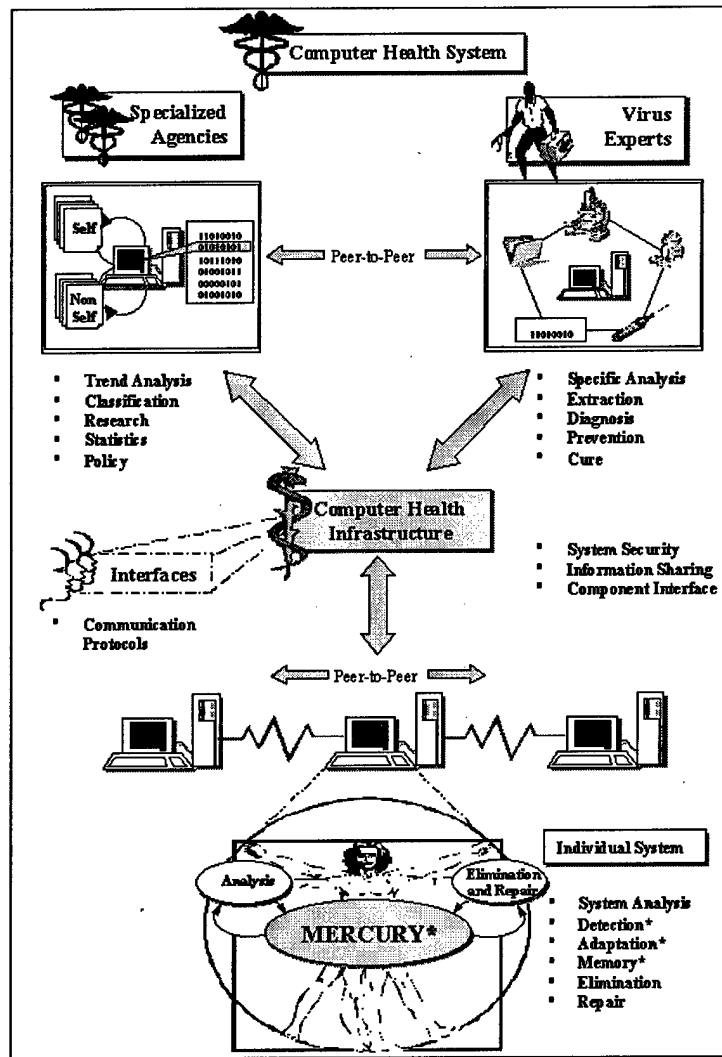 Computer Health System
Specialized
Agencies
Virus
Experts
Self
Non
Self
11010010
01010101
10111010
01001011
00000101
01001010
Peer-to-Peer
11010010
Trend Analysis
Classification
Research
Statistics
Policy
Specific Analysis
Extraction
Diagnosis
Prevention
Cure
Computer Health
Infrastructure
Interfaces
Communication
Protocols
System Security
Information Sharing
Component Interface
Peer-to-Peer
Individual System
Analysis
Elimination
and Repair
MERCURY*
System Analysis
Detection*
Adaptation*
Memory*
Elimination
Repair